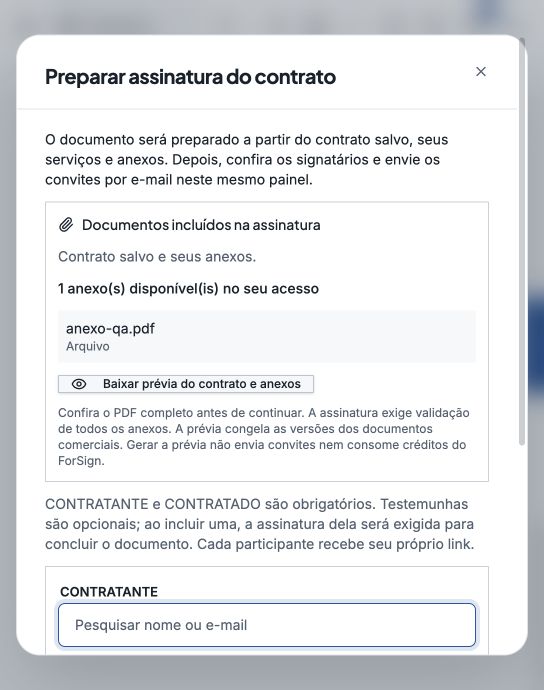 Preparar assinatura do contrato
O documento será preparado a partir do contrato salvo, seus
serviços e anexos. Depois, confira os signatários e envie os
convites por e-mail neste mesmo painel.
Documentos incluídos na assinatura
Contrato salvo e seus anexos.
1 anexo(s) disponível(is) no seu acesso
anexo-qa.pdf
Arquivo
Baixar prévia do contrato e anexos
Confira o PDF completo antes de continuar. A assinatura exige validação
de todos os anexos. A prévia congela as versões dos documentos
comerciais. Gerar a prévia não envia convites nem consome créditos do
ForSign.
CONTRATANTE e CONTRATADO são obrigatórios. Testemunhas
são opcionais; ao incluir uma, a assinatura dela será exigida para
concluir o documento. Cada participante recebe seu próprio link.
CONTRATANTE
Pesquisar nome ou e-mail